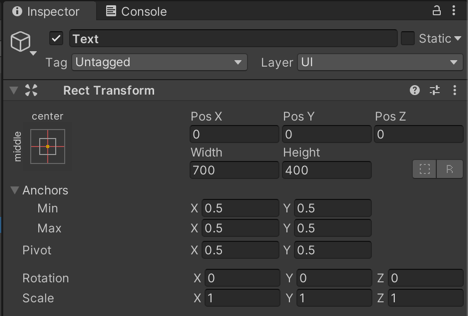 Inspector Console
Text Static
Tag Untagged Layer UI
Rect Transform
center Pos X Pos Y Pos Z
middle 0 0 0
Width Height
700 400 R
Anchors
Min X 0.5 Y 0.5
Max X 0.5 Y 0.5
Pivot X 0.5 Y 0.5
Rotation X 0 Y 0 Z 0
Scale X 1 Y 1 Z 1